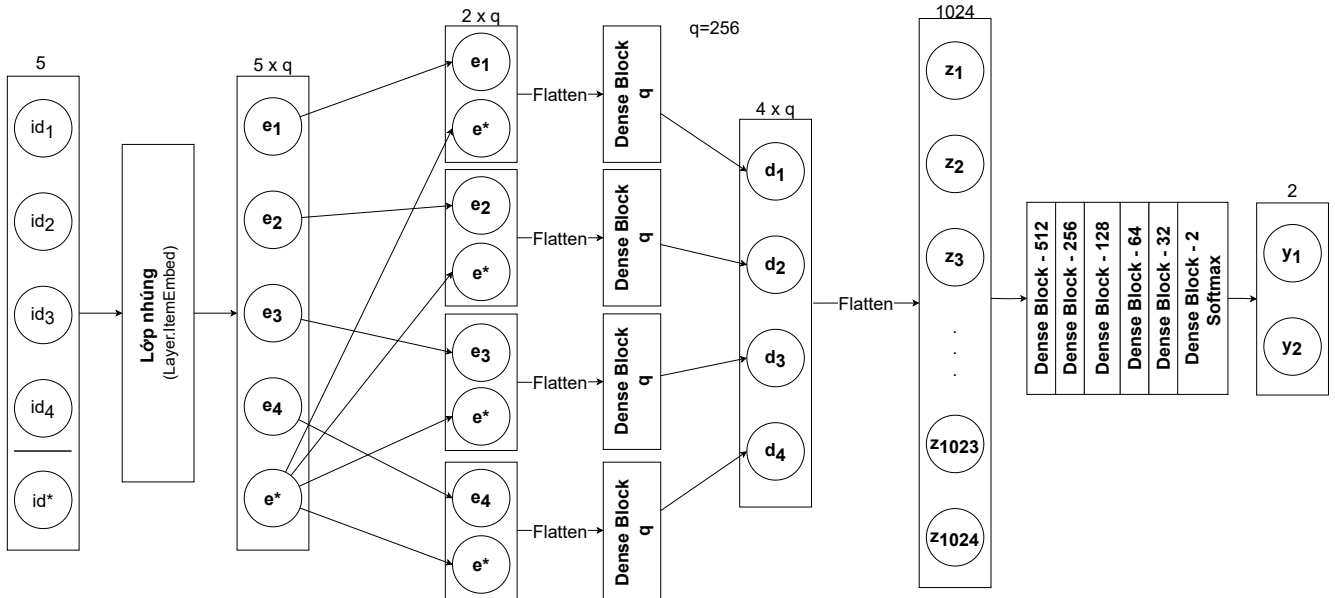 5
id1
id2
id3
id4
id*
Lớp nhúng
(Layer.ItemEmbed)
5 x q
e1
e2
e3
e4
e*
2 x q
e1
e*
e2
e*
e3
e*
e4
e*
Flatten
Flatten
Flatten
Flatten
Dense Block
q
Dense Block
q
Dense Block
q
Dense Block
q
q=256
4 x q
d1
d2
d3
d4
Flatten
1024
z1
z2
z3
.
.
.
z1023
z1024
Dense Block - 512
Dense Block - 256
Dense Block - 128
Dense Block - 64
Dense Block - 32
Dense Block - 2
Softmax
2
y1
y2